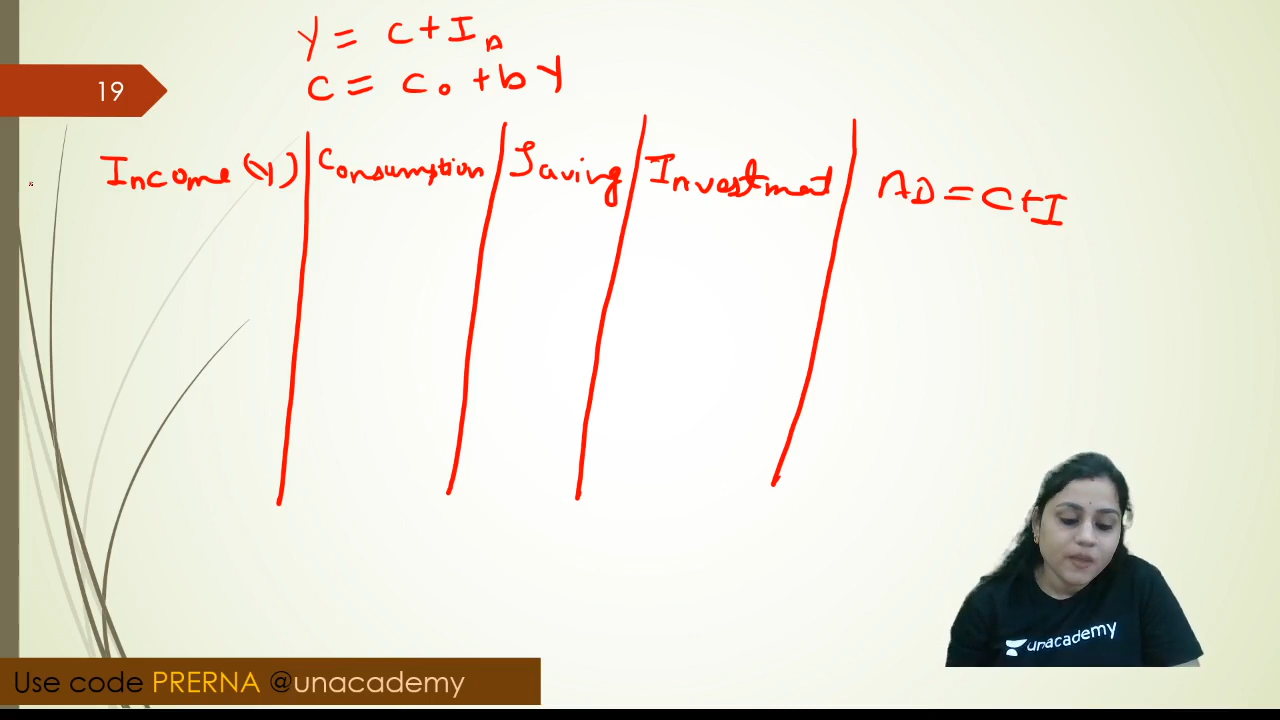 Y = C + I
C = C₀ + bY
19
Income (Y) Consumption Saving Investment AD = C+I
unacademy
Use code PRERNA @unacademy